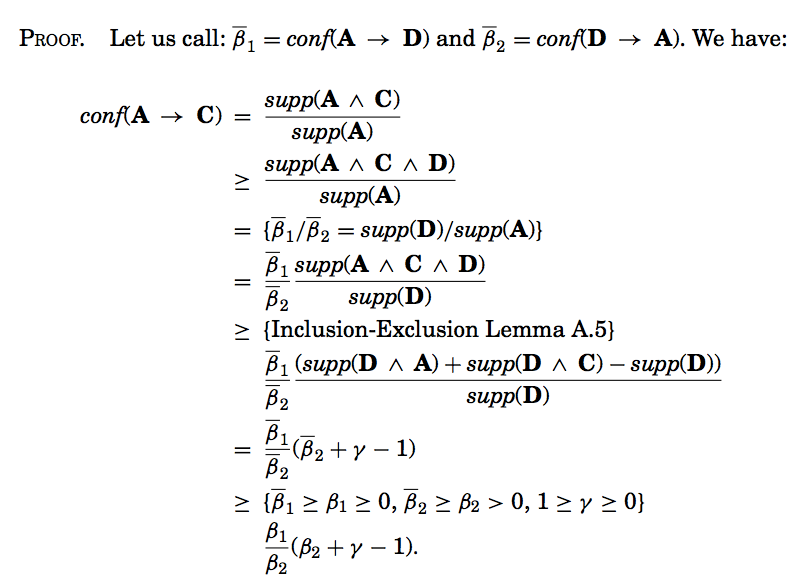 PROOF. Let us call: β̅₁ = conf(A → D) and β̅₂ = conf(D → A). We have:
conf(A → C) = supp(A ∧ C) / supp(A)
≥ supp(A ∧ C ∧ D) / supp(A)
= {β̅₁/β̅₂ = supp(D)/supp(A)}
= β̅₁/β̅₂ supp(A ∧ C ∧ D) / supp(D)
≥ {Inclusion-Exclusion Lemma A.5}
β̅₁/β̅₂ (supp(D ∧ A) + supp(D ∧ C) − supp(D)) / supp(D)
= β̅₁/β̅₂ (β̅₂ + γ − 1)
≥ {β̅₁ ≥ β₁ ≥ 0, β̅₂ ≥ β₂ > 0, 1 ≥ γ ≥ 0}
β₁/β₂ (β₂ + γ − 1).